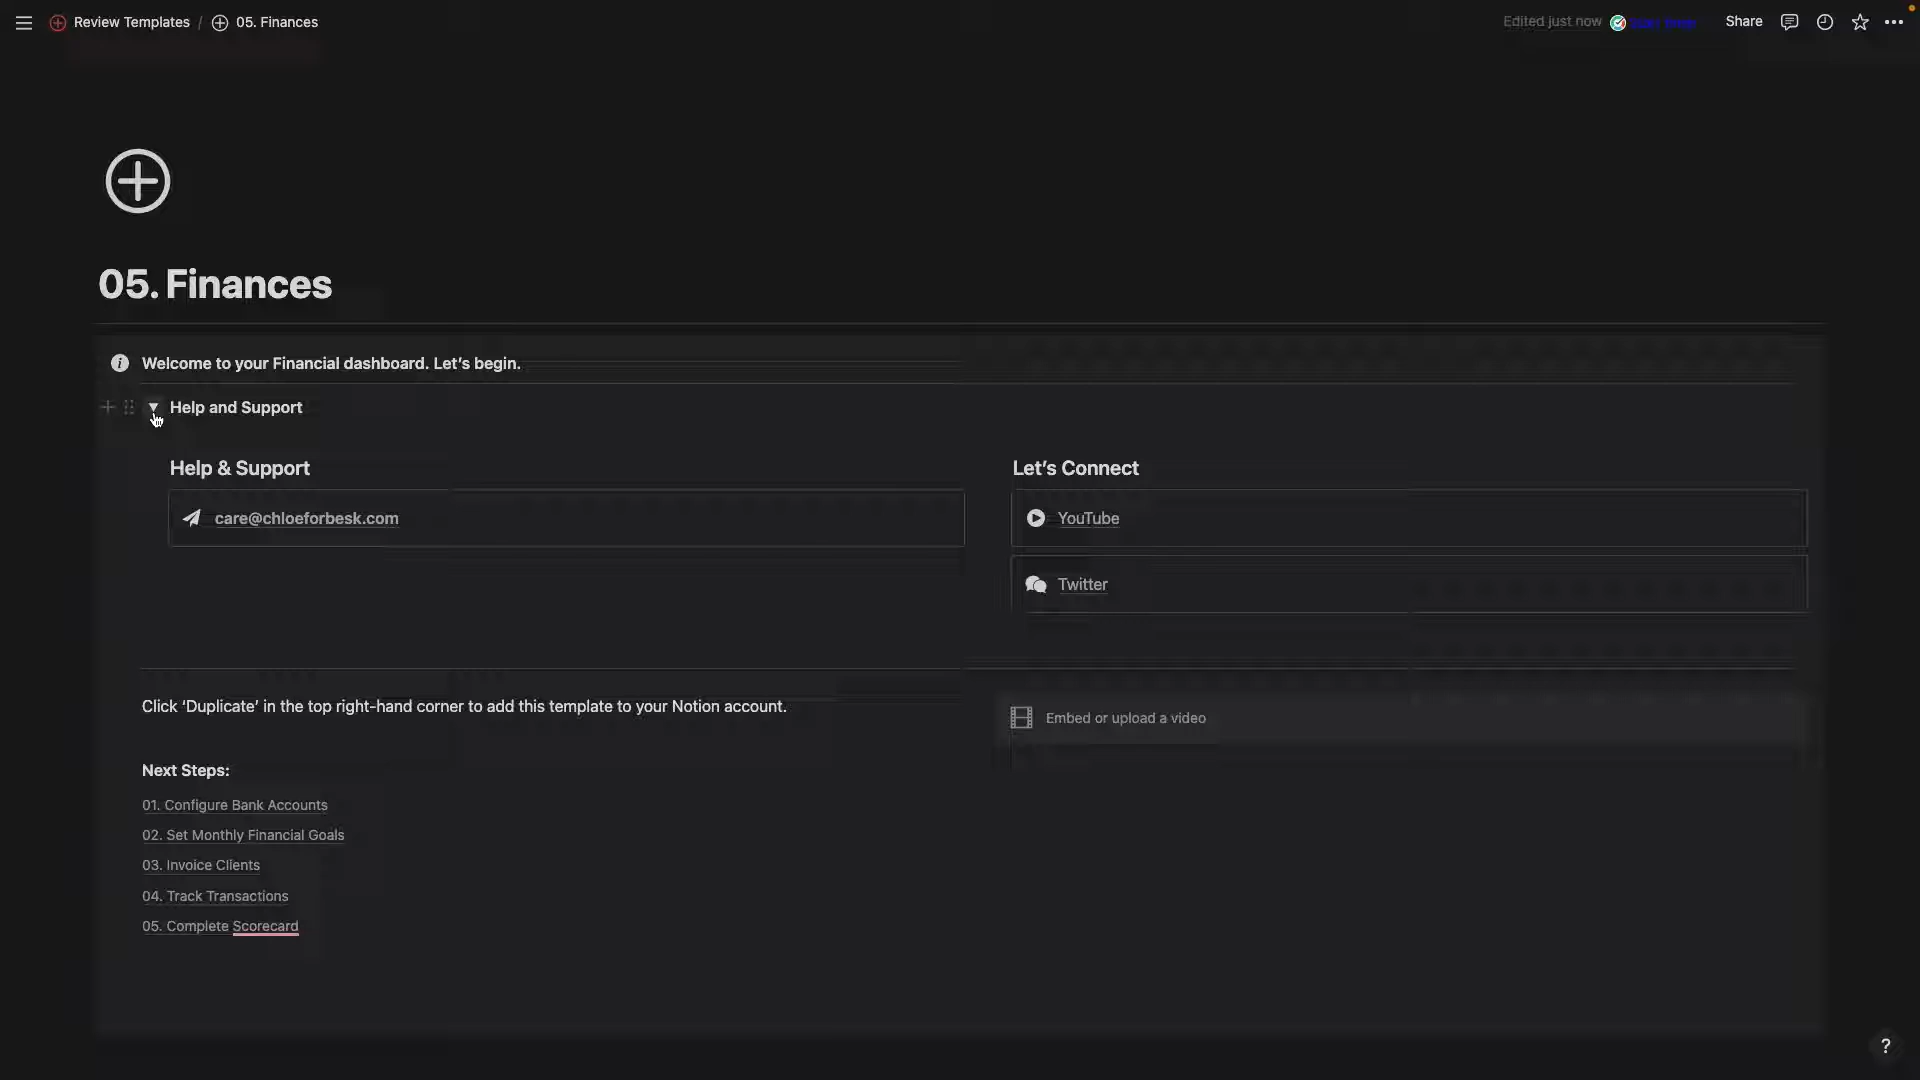 Review Templates / 05. Finances
Edited just now
Share
05. Finances
Welcome to your Financial dashboard. Let's begin.
Help and Support
Help & Support
care@chloeforbesk.com
Let's Connect
YouTube
Twitter
Click ‘Duplicate’ in the top right-hand corner to add this template to your Notion account.
Embed or upload a video
Next Steps:
01. Configure Bank Accounts
02. Set Monthly Financial Goals
03. Invoice Clients
04. Track Transactions
05. Complete Scorecard
?